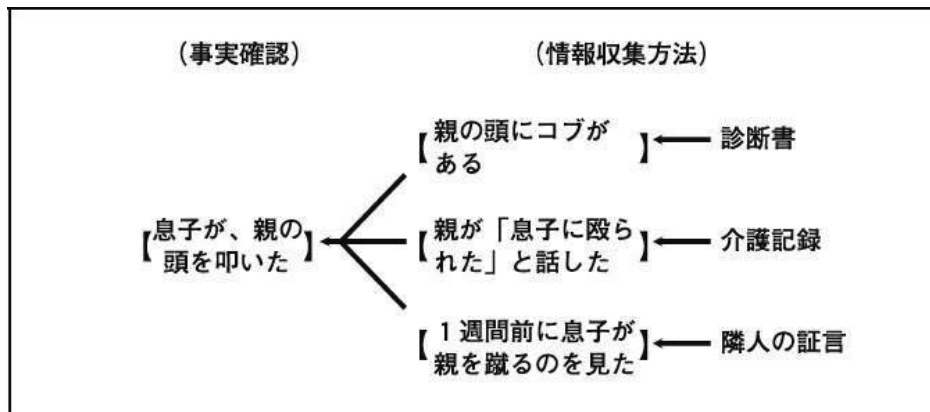 （事実確認）
（情報収集方法）
【親の頭にコブが
ある】
診断書
【息子が、親の
頭を叩いた】
【親が「息子に殴ら
れた」と話した】
介護記録
【１週間前に息子が
親を蹴るのを見た】
隣人の証言